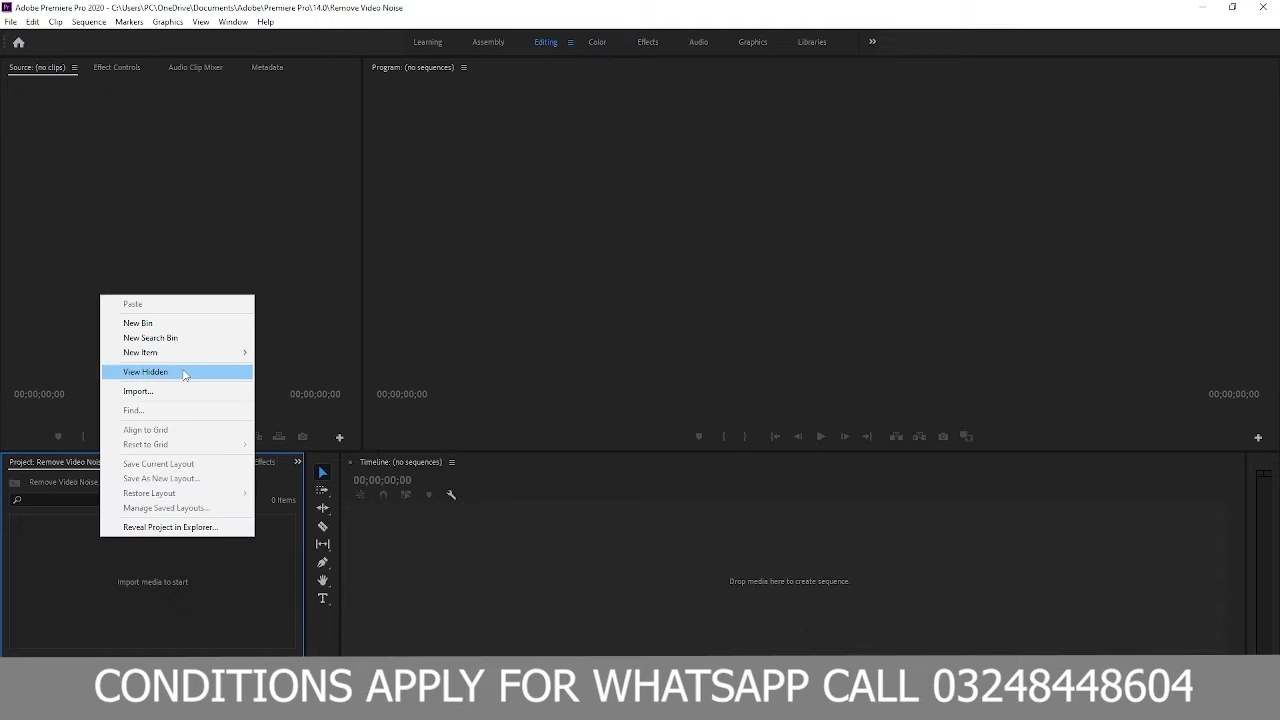 Adobe Premiere Pro 2020 - C:\Users\PC\OneDrive\Documents\Adobe\Premiere Pro\14.0\Remove Video Noise
File Edit Clip Sequence Markers Graphics View Window Help
Learning Assembly Editing Color Effects Audio Graphics Libraries
Source: (no clips) Effect Controls Audio Clip Mixer Metadata
Program: (no sequences)
Paste
New Bin
New Search Bin
New Item
View Hidden
Import...
Find...
Align to Grid
Reset to Grid
Save Current Layout
Save As New Layout...
Restore Layout
Manage Saved Layouts...
Reveal Project in Explorer...
00;00;00;00 00;00;00;00
00;00;00;00 00;00;00;00
Project: Remove Video Nois Effects
Remove Video Noise.
0 Items
Import media to start
Timeline: (no sequences)
00;00;00;00
Drop media here to create sequence.
CONDITIONS APPLY FOR WHATSAPP CALL 03248448604